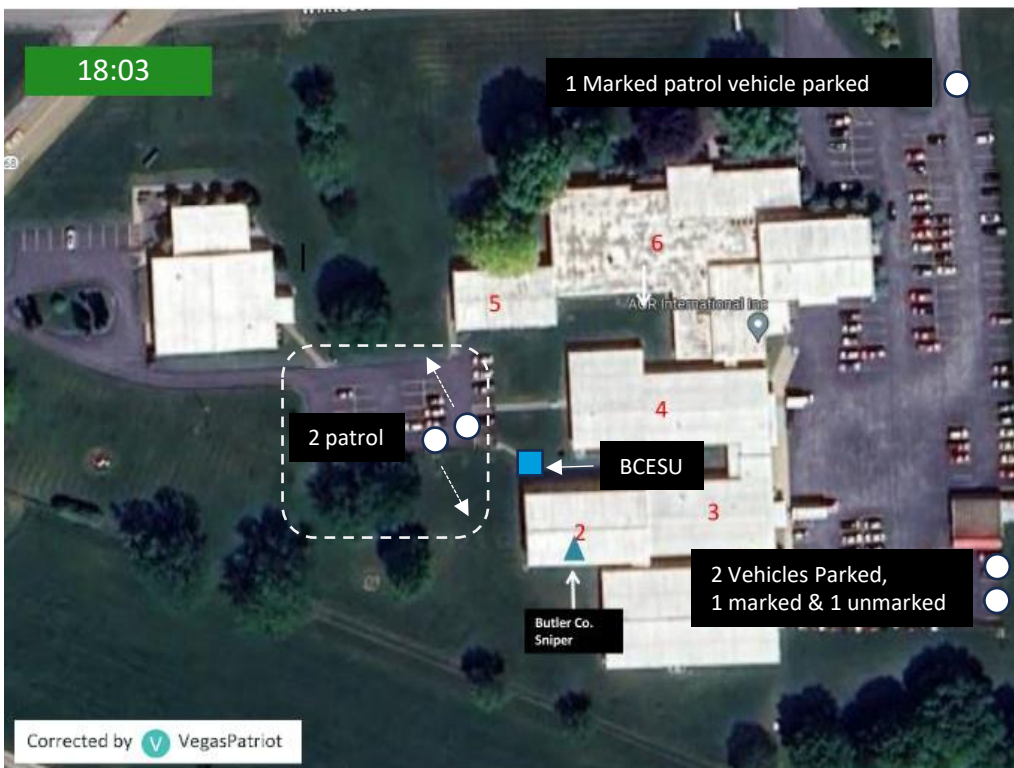 18:03
1 Marked patrol vehicle parked
68
6
5
AGR International Inc
4
2 patrol
BCESU
3
2
2 Vehicles Parked,
1 marked & 1 unmarked
Butler Co.
Sniper
Corrected by V VegasPatriot